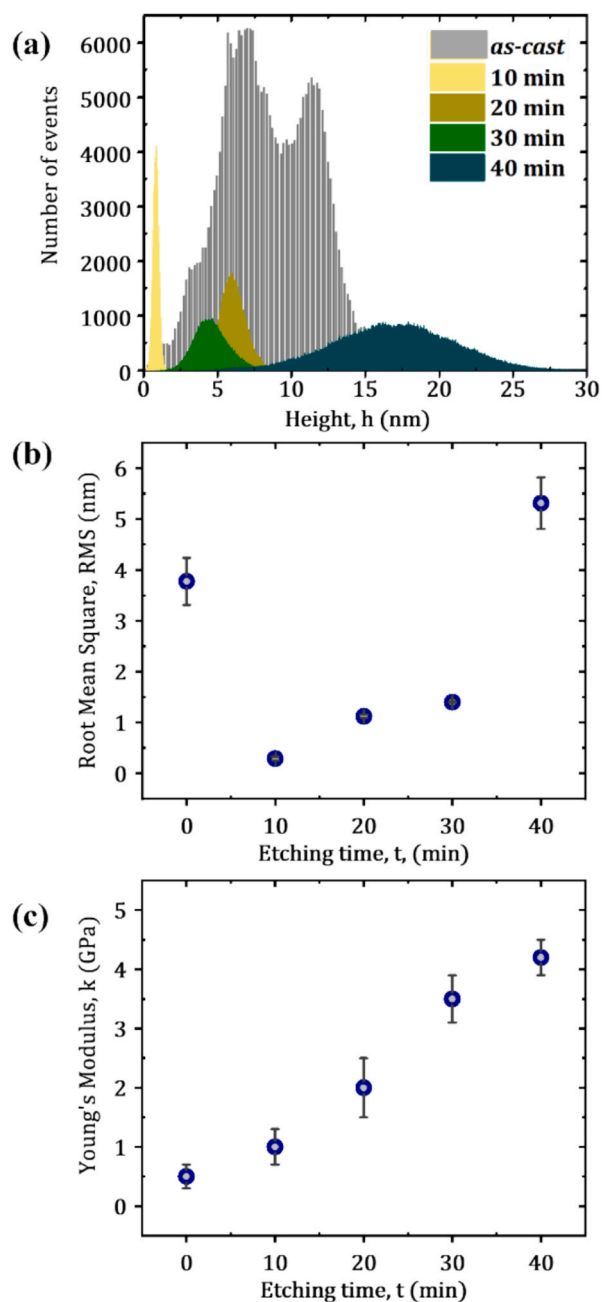 (a)
Number of events
6000
5000
4000
3000
2000
1000
0
as-cast
10 min
20 min
30 min
40 min
0 5 10 15 20 25 30
Height, h (nm)
(b)
Root Mean Square, RMS (nm)
6
5
4
3
2
1
0
0 10 20 30 40
Etching time, t, (min)
(c)
Young's Modulus, k (GPa)
5
4
3
2
1
0
0 10 20 30 40
Etching time, t (min)